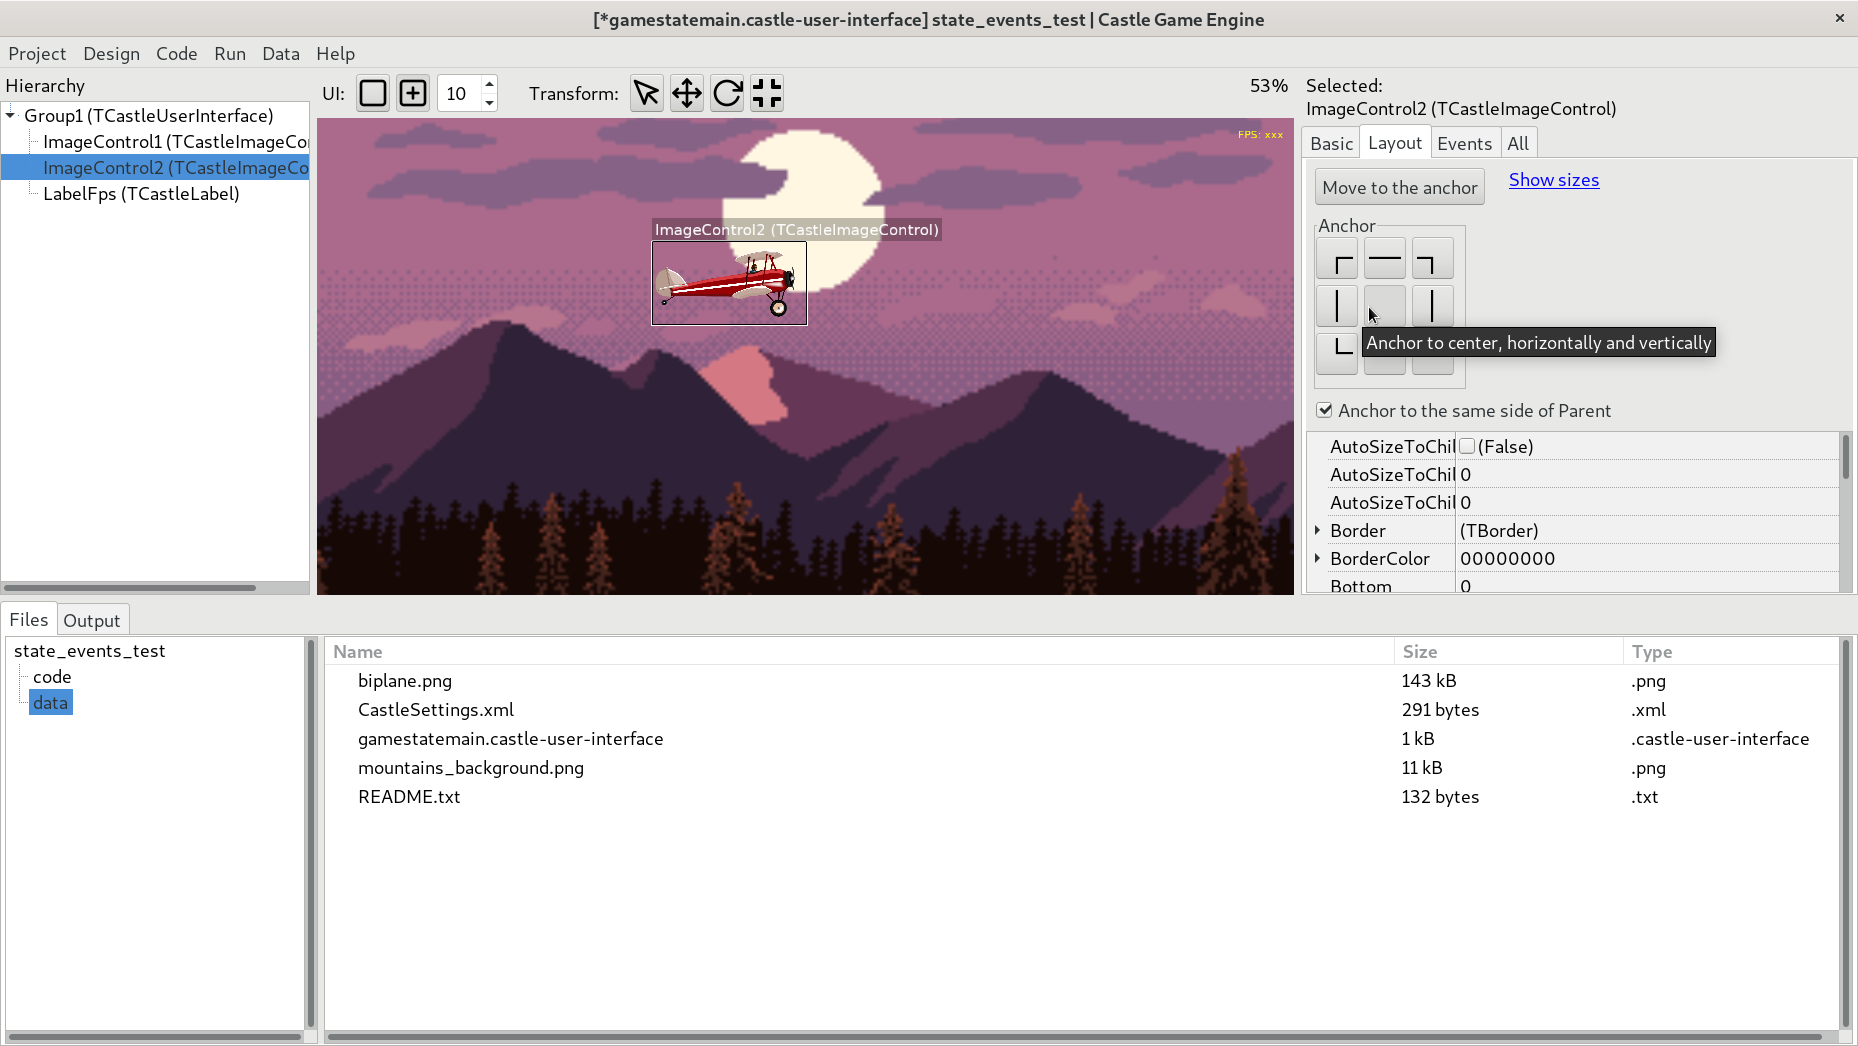 [*gamestatemain.castle-user-interface] state_events_test | Castle Game Engine
Project Design Code Run Data Help
Hierarchy
Group1 (TCastleUserInterface)
ImageControl1 (TCastleImageCo
ImageControl2 (TCastleImageCo
LabelFps (TCastleLabel)
UI: 10 Transform: 53%
FPS: xxx
ImageControl2 (TCastleImageControl)
Selected:
ImageControl2 (TCastleImageControl)
Basic Layout Events All
Move to the anchor Show sizes
Anchor
Anchor to center, horizontally and vertically
Anchor to the same side of Parent
AutoSizeToChil (False)
AutoSizeToChil 0
AutoSizeToChil 0
Border (TBorder)
BorderColor 00000000
Bottom 0
Files Output
state_events_test
code
data
Name Size Type
biplane.png 143 kB .png
CastleSettings.xml 291 bytes .xml
gamestatemain.castle-user-interface 1 kB .castle-user-interface
mountains_background.png 11 kB .png
README.txt 132 bytes .txt